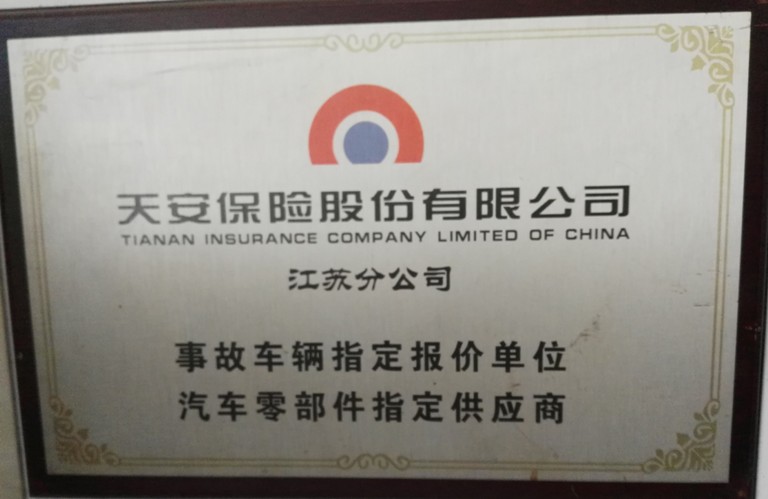 天安保险股份有限公司
TIANAN INSURANCE COMPANY LIMITED OF CHINA
江苏分公司
事故车辆指定报价单位
汽车零部件指定供应商